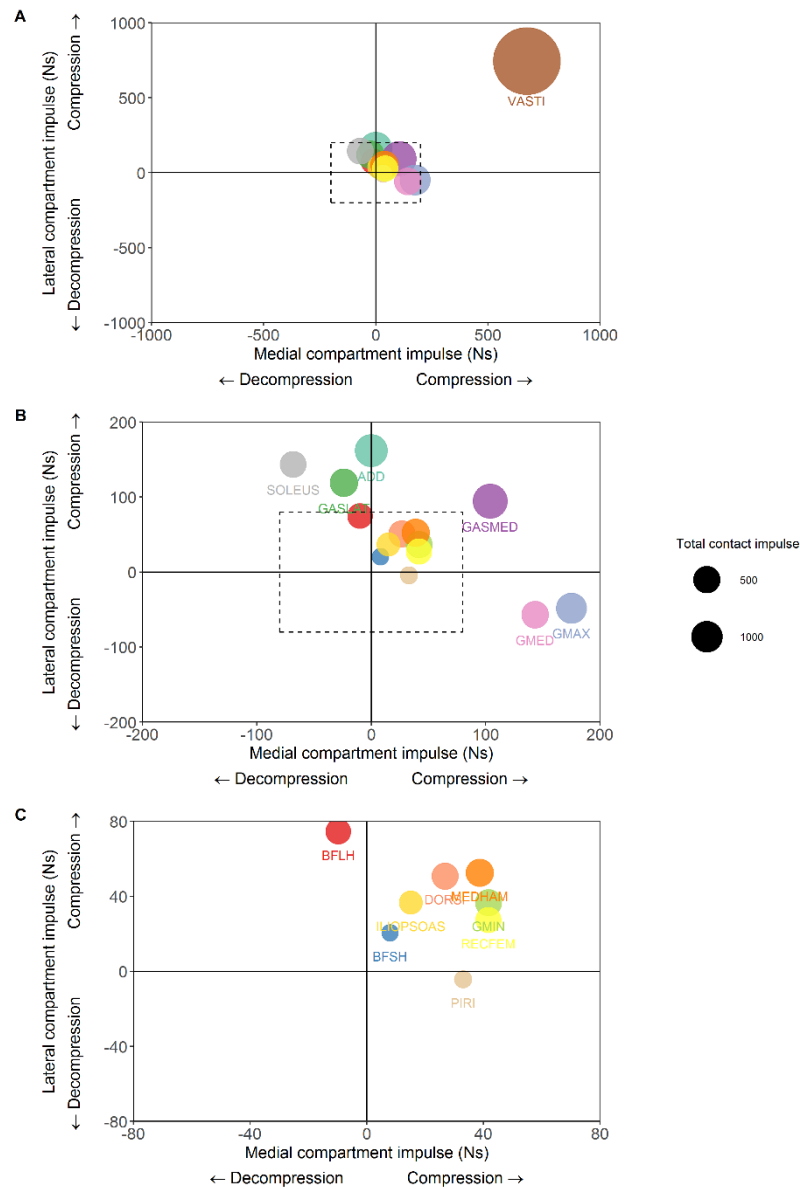 A
Lateral compartment impulse (Ns)
← Decompression
Compression →
1000
500
0
-500
-1000
VASTI
-1000
-500
0
500
1000
Medial compartment impulse (Ns)
← Decompression
Compression →
B
Lateral compartment impulse (Ns)
← Decompression
Compression →
200
100
0
-100
-200
SOLEUS
ADD
GASLAT
GASMED
GMED
GMAX
-200
-100
0
100
200
Medial compartment impulse (Ns)
← Decompression
Compression →
Total contact impulse
500
1000
C
Lateral compartment impulse (Ns)
← Decompression
Compression →
80
40
0
-40
-80
BFLH
DORSI
MEDHAM
ILIOPSOAS
GMIN
RECFEM
BFSH
PIRI
-80
-40
0
40
80
Medial compartment impulse (Ns)
← Decompression
Compression →